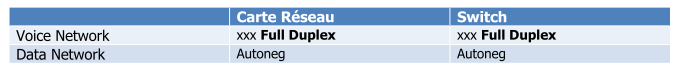 Carte Réseau Switch
Voice Network xxx Full Duplex xxx Full Duplex
Data Network Autoneg Autoneg